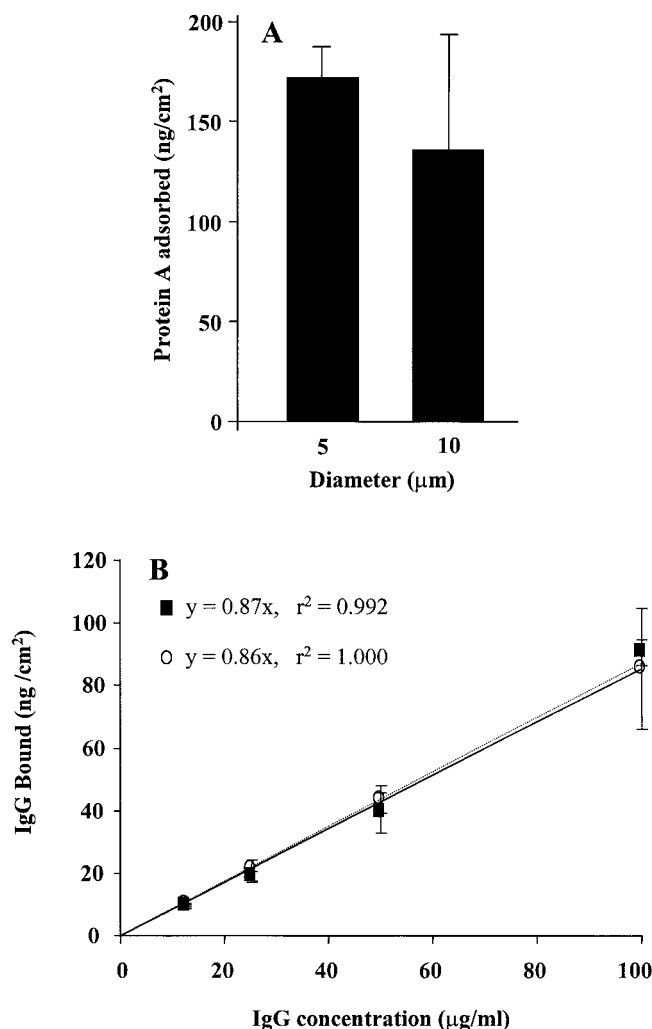 A
Protein A adsorbed (ng/cm²)
200
150
100
50
0
5 10
Diameter (μm)
B
IgG Bound (ng /cm²)
120
100
80
60
40
20
0
■ y = 0.87x, r² = 0.992
○ y = 0.86x, r² = 1.000
0 20 40 60 80 100
IgG concentration (μg/ml)